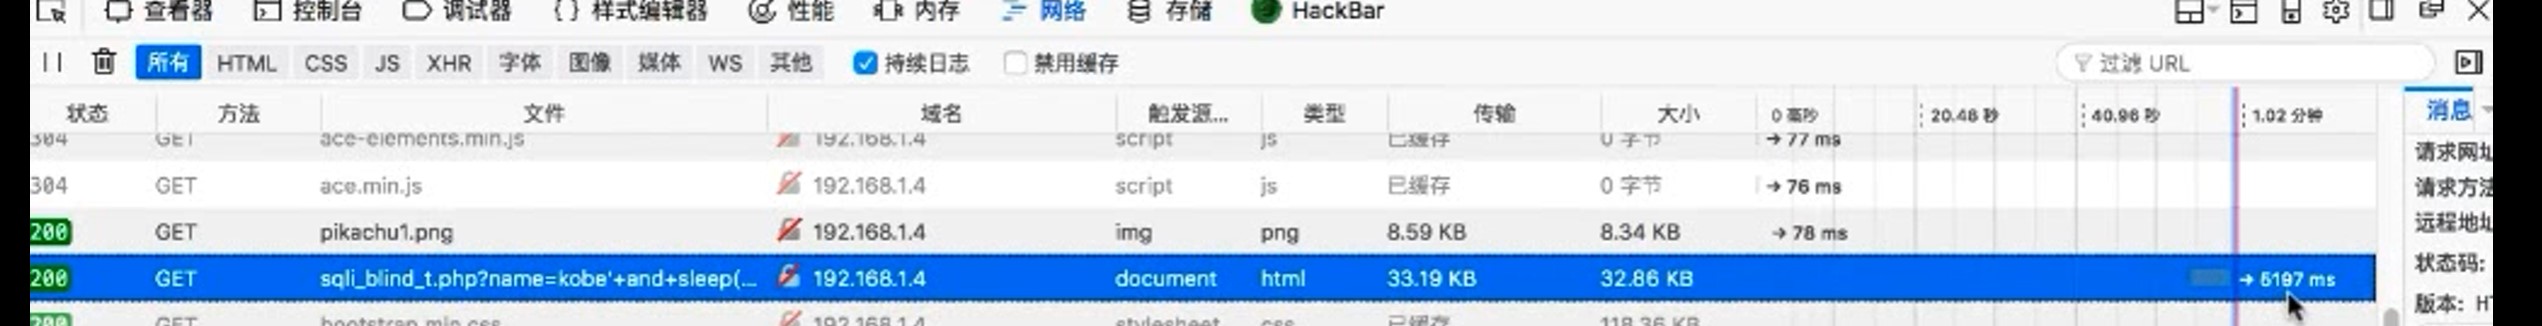 查看器 控制台 调试器 {} 样式编辑器 性能 内存 网络 存储 HackBar
所有 HTML CSS JS XHR 字体 图像 媒体 WS 其他 持续日志 禁用缓存 过滤 URL
状态 方法 文件 域名 触发源... 类型 传输 大小 0 毫秒 20.48 秒 40.96 秒 1.02 分钟 消息
304 GET ace-elements.min.js 192.168.1.4 script js 已缓存 0 字节 → 77 ms
请求网址
304 GET ace.min.js 192.168.1.4 script js 已缓存 0 字节 → 76 ms 请求方法
200 GET pikachu1.png 192.168.1.4 img png 8.59 KB 8.34 KB → 78 ms 远程地址
200 GET sqli_blind_t.php?name=kobe'+and+sleep(... 192.168.1.4 document html 33.19 KB 32.86 KB → 5197 ms 状态码:
版本:
200 GET bootstrap.min.css 192.168.1.4 stylesheet css 已缓存 118.36 KB